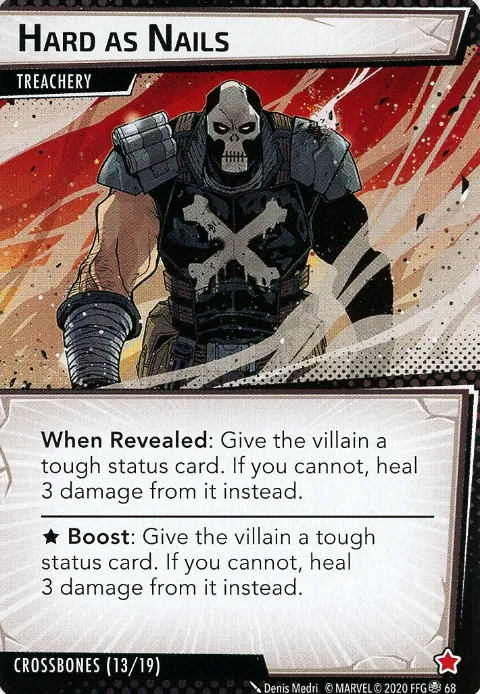 HARD AS NAILS
TREACHERY
When Revealed: Give the villain a
tough status card. If you cannot, heal
3 damage from it instead.
★ Boost: Give the villain a tough
status card. If you cannot, heal
3 damage from it instead.
CROSSBONES (13/19)
Denis Medri © MARVEL © 2020 FFG 68